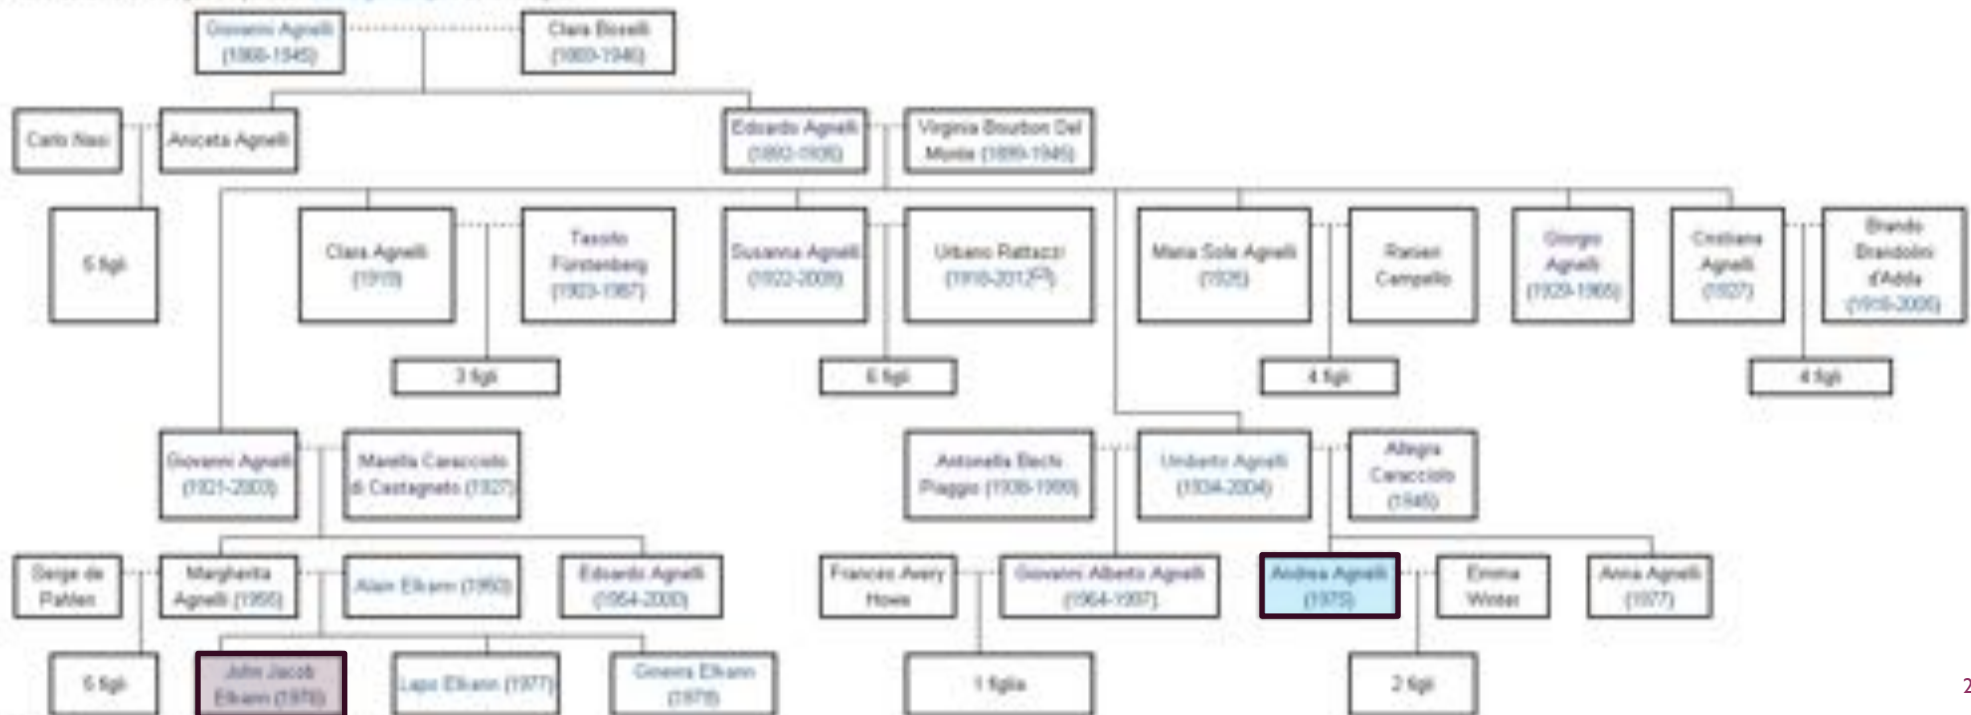 Giovanni Agnelli
(1866-1945)
Clara Boselli
(1869-1946)
Carlo Nasi
Aniceta Agnelli
Edoardo Agnelli
(1892-1935)
Virginia Bourbon Del
Monte (1899-1945)
Clara Agnelli
Tassilo
Fürstenberg
(1903-1987)
Susanna Agnelli
(1922-2009)
Urbano Rattazzi
(1918-2012
Maria Sole Agnelli
(1925)
Ranieri
Campello
Giorgio
Agnelli
(1929-1965)
Cristiana
Agnelli
(1927)
Brando
Brandolini
d'Adda
(1918-2005)
figli
3 figli
6 figli
4 figli
4 figli
Giovanni Agnelli
(1921-2003)
Marella Caracciolo
di Castagneto (1927)
Antonella Bechi
Piaggio (1938-1999)
Umberto Agnelli
(1934-2004)
Allegra
Caracciolo
(1945)
Serge de
Pahlen
Margherita
Agnelli (1955)
Alain Elkann (1950)
Edoardo Agnelli
(1954-2000)
Frances Avery
Howe
Giovanni Alberto Agnelli
(1964-1997)
Andrea Agnelli
(1975)
Emma
Winter
Anna Agnelli
(1977)
figli
John Jacob
Elkann (1976)
Lapo Elkann (1977)
Ginevra Elkann
(1979)
1 figlia
2 figli
2